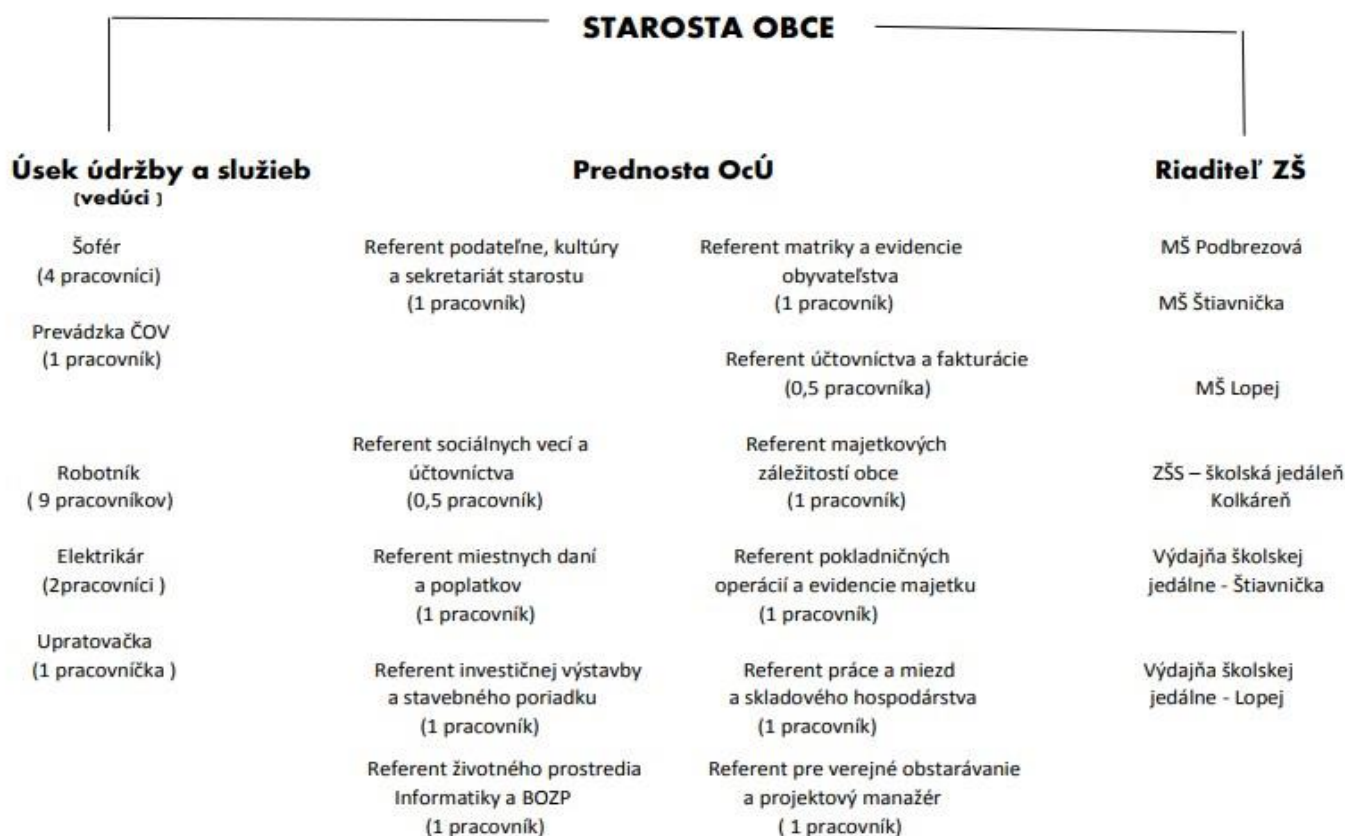 STAROSTA OBCE
Úsek údržby a služieb
(vedúci )
Prednosta OcÚ
Riaditeľ ZŠ
Šofér
(4 pracovníci)
Prevádzka ČOV
(1 pracovník)
Robotník
( 9 pracovníkov)
Elektrikár
(2pracovníci )
Upratovačka
(1 pracovníčka )
Referent podateľne, kultúry
a sekretariát starostu
(1 pracovník)
Referent sociálnych vecí a
účtovníctva
(0,5 pracovník)
Referent miestnych daní
a poplatkov
(1 pracovník)
Referent investičnej výstavby
a stavebného poriadku
(1 pracovník)
Referent životného prostredia
Informatiky a BOZP
(1 pracovník)
Referent matriky a evidencie
obyvateľstva
(1 pracovník)
Referent účtovníctva a fakturácie
(0,5 pracovníka)
Referent majetkových
záležitostí obce
(1 pracovník)
Referent pokladničných
operácií a evidencie majetku
(1 pracovník)
Referent práce a miezd
a skladového hospodárstva
(1 pracovník)
Referent pre verejné obstarávanie
a projektový manažér
( 1 pracovník)
MŠ Podbrezová
MŠ Štiavnička
MŠ Lopej
ZŠS – školská jedáleň
Kolkáreň
Výdajňa školskej
jedálne - Štiavnička
Výdajňa školskej
jedálne - Lopej